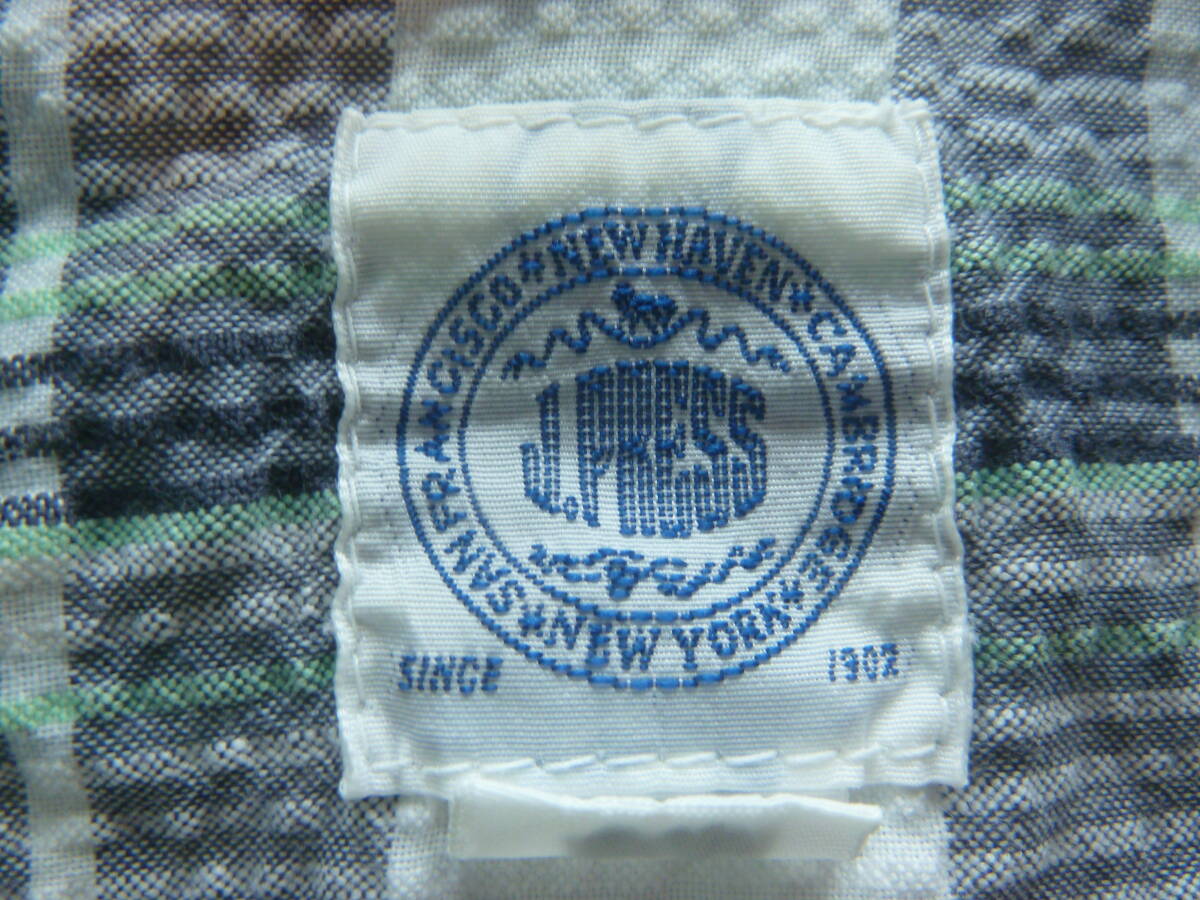 SAN FRANCISCO * NEW HAVEN * CAMBRIDGE * NEW YORK *
J. PRESS
SINCE 1902